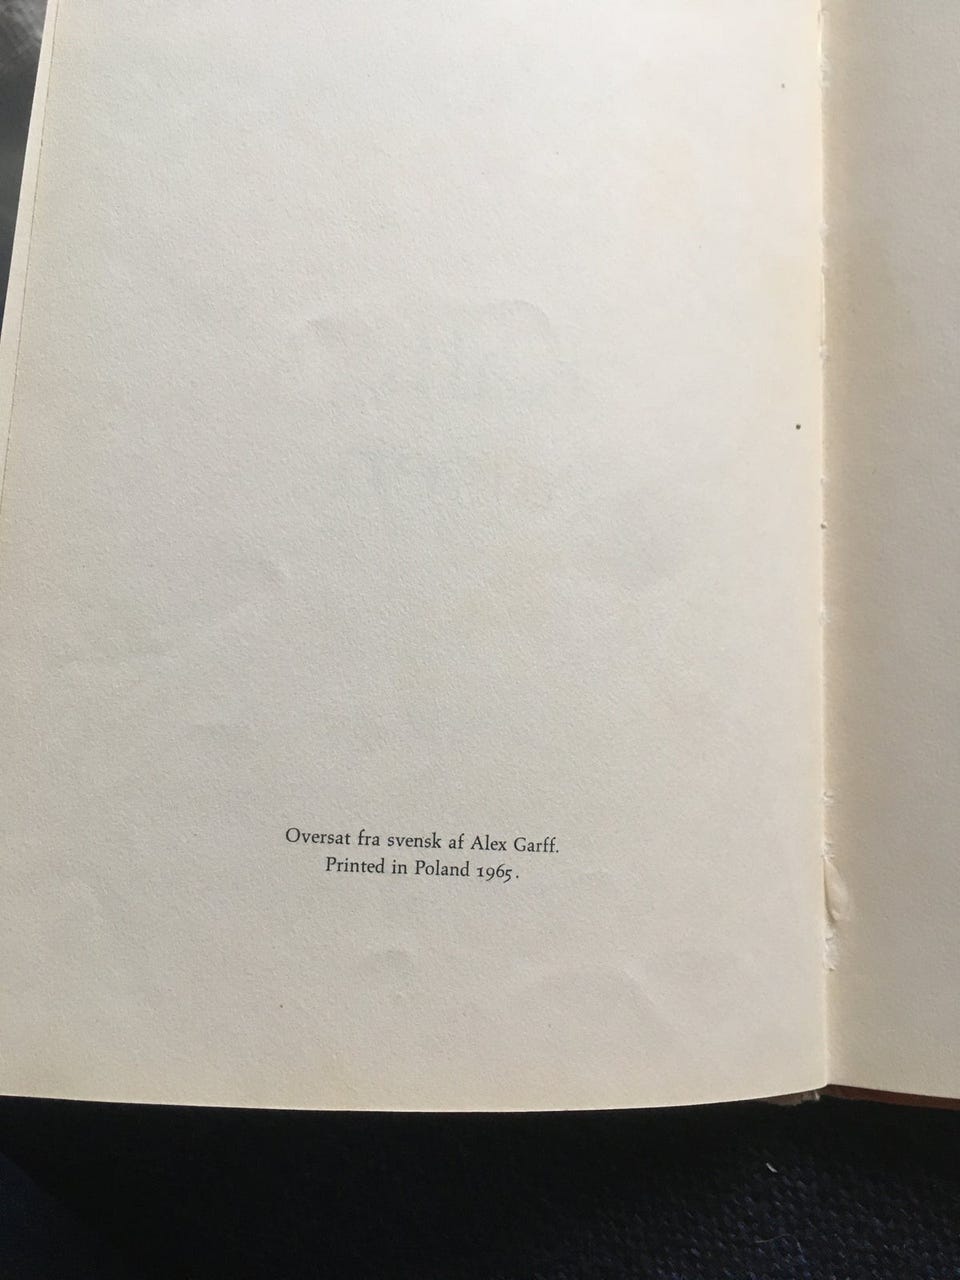 Oversat fra svensk af Alex Garff.
Printed in Poland 1965.